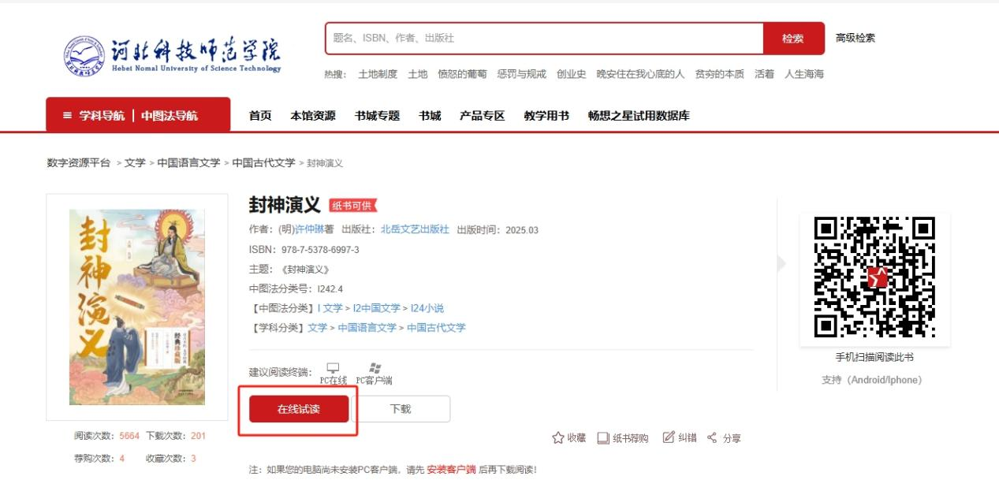 河北科技师范学院
Hebei Nomal University of Science Technology
题名、ISBN、作者、出版社
检索
高级检索
热搜： 土地制度 土地 愤怒的葡萄 惩罚与规戒 创业史 晚安住在我心底的人 贫穷的本质 活着 人生海海
≡ 学科导航 | 中图法导航
首页 本馆资源 书城专题 书城 产品专区 教学用书 畅想之星试用数据库
数字资源平台 > 文学 > 中国语言文学 > 中国古代文学 > 封神演义
封神演义
经典珍藏版
封神演义 纸书可供
作者： (明)许仲琳著 出版社： 北岳文艺出版社 出版时间： 2025.03
ISBN： 978-7-5378-6997-3
主题： 《封神演义》
中图法分类号： I242.4
【中图法分类】I 文学 > I2中国文学 > I24小说
【学科分类】文学 > 中国语言文学 > 中国古代文学
建议阅读终端： PC在线 PC客户端
在线试读
下载
阅读次数： 5664 下载次数： 201
荐购次数： 4 收藏次数： 3
收藏 纸书荐购 纠错 分享
注： 如果您的电脑尚未安装PC客户端，请先 安装客户端 后再下载阅读！
手机扫描阅读此书
支持（Android/Iphone）